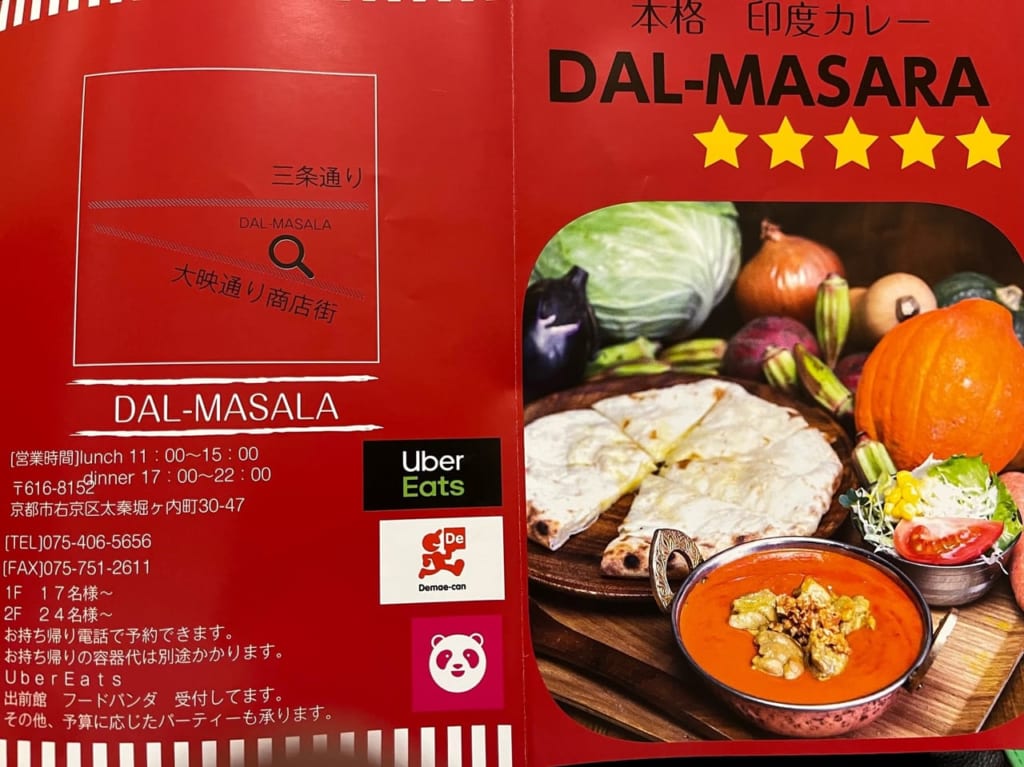 三条通り
DAL-MASALA
大映通り商店街
DAL-MASALA
[営業時間]lunch 11：00～15：00
dinner 17：00～22：00
〒616-8152
京都市右京区太秦堀ヶ内町30-47
[TEL]075-406-5656
[FAX]075-751-2611
1F　１７名様～
2F　２４名様～
お持ち帰り電話で予約できます。
お持ち帰りの容器代は別途かかります。
ＵｂｅｒＥａｔｓ
出前館　フードパンダ　受付してます。
その他、予算に応じたパーティーも承ります。
Uber
Eats
De
Demae-can
本格　印度カレー
DAL-MASARA